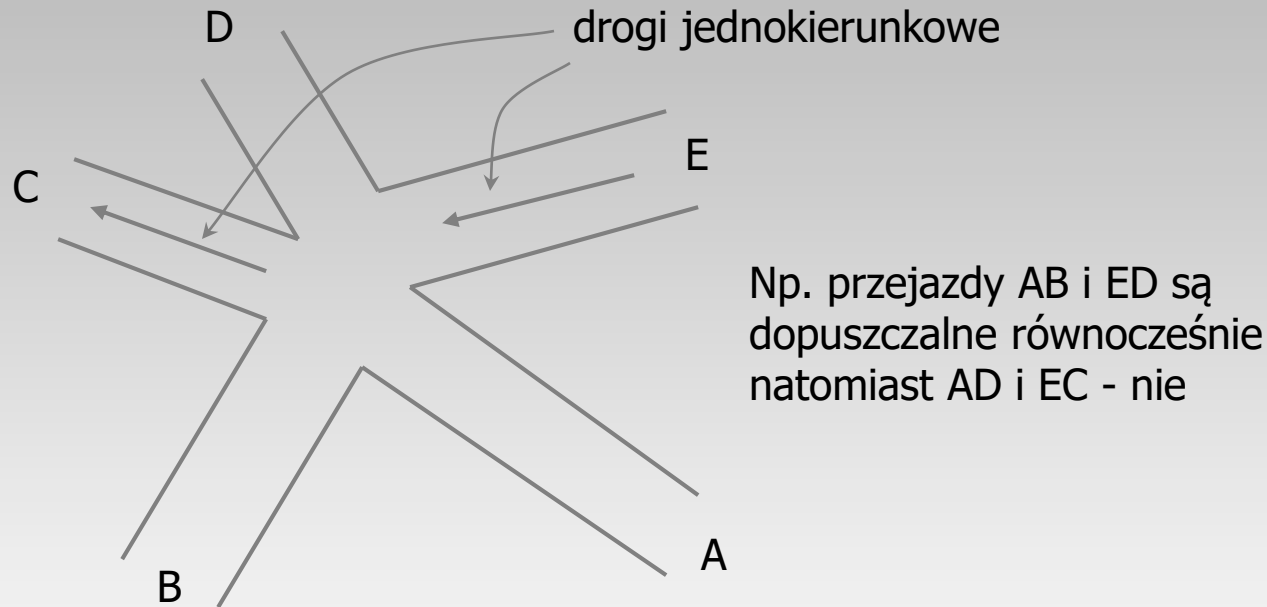 D
drogi jednokierunkowe
E
C
Np. przejazdy AB i ED są
dopuszczalne równocześnie
natomiast AD i EC - nie
A
B